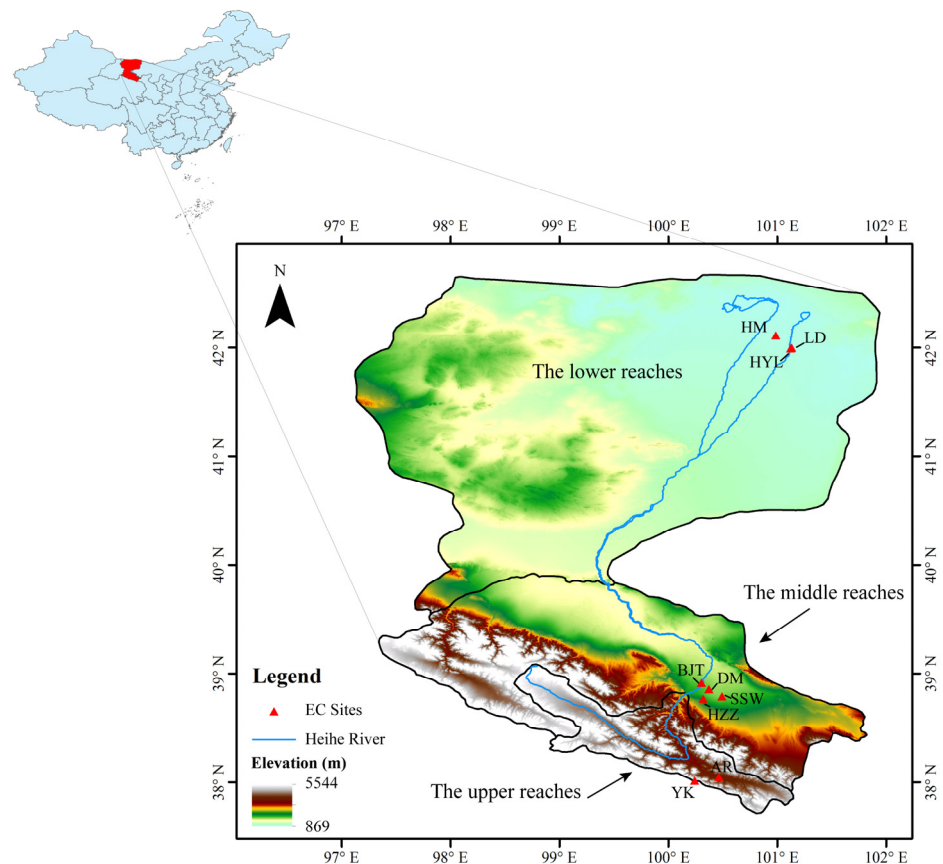 97° E 98° E 99° E 100° E 101° E 102° E
N
HM
LD
HYL
42° N
42° N
The lower reaches
41° N
41° N
40° N
40° N
The middle reaches
39° N
39° N
BJT
DM
SSW
HZZ
Legend
EC Sites
Heihe River
Elevation (m)
5544
869
AR
YK
38° N
38° N
The upper reaches
97° E 98° E 99° E 100° E 101° E 102° E